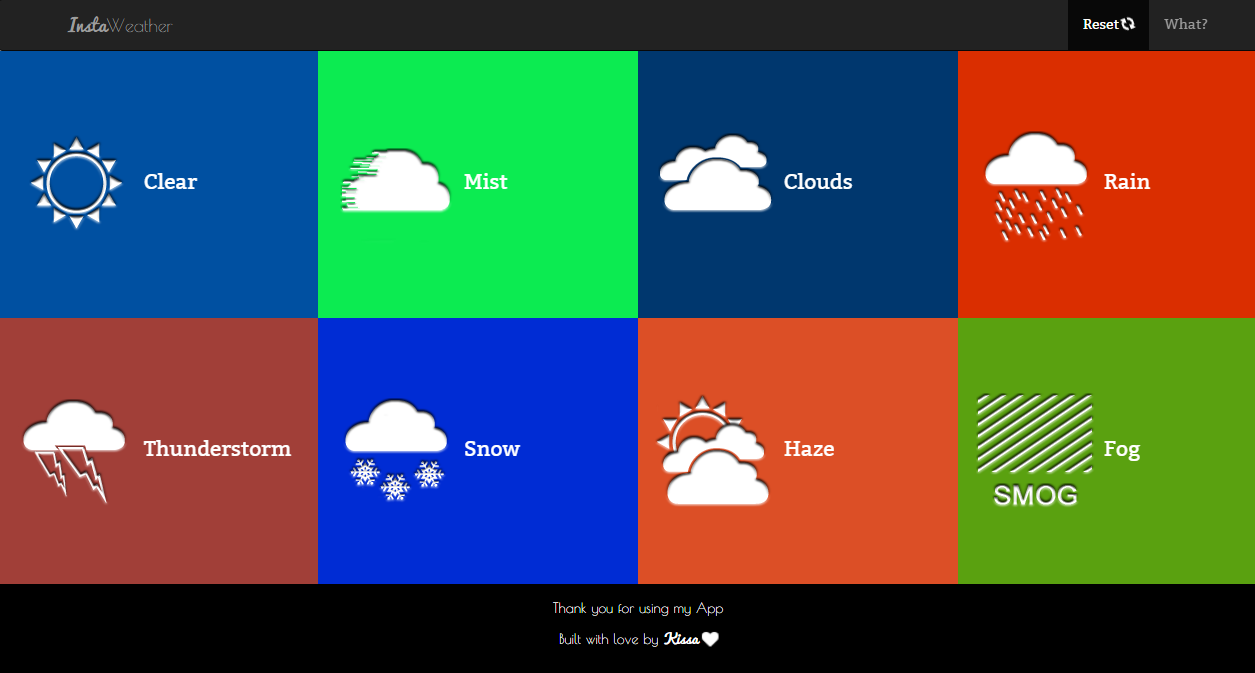 InstaWeather
Reset
What?
Clear
Mist
Clouds
Rain
Thunderstorm
Snow
Haze
SMOG
Fog
Thank you for using my App
Built with love by Kissa